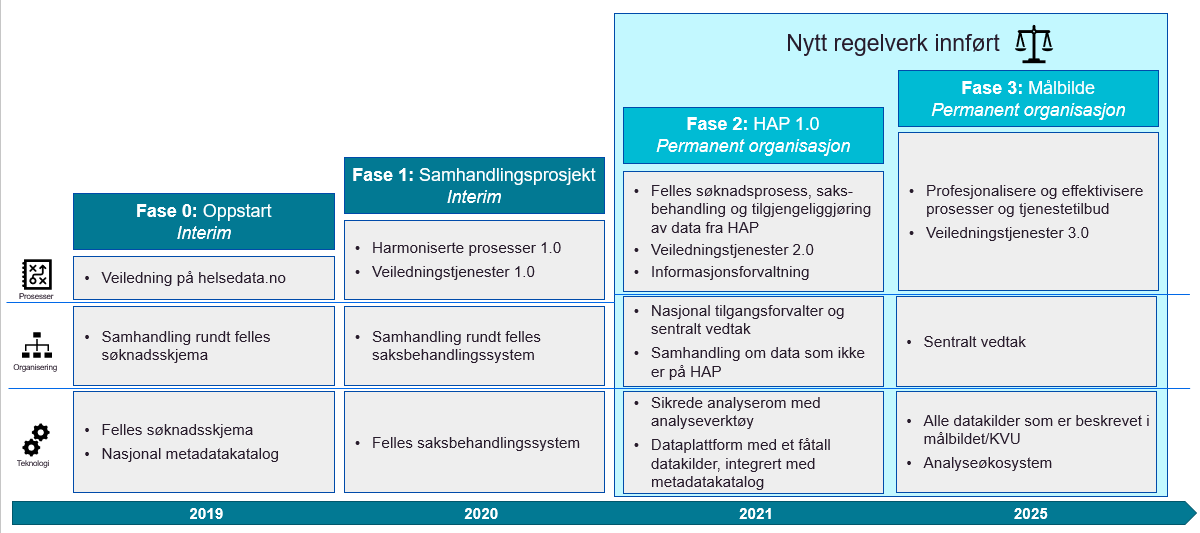 Nytt regelverk innført
Fase 0: Oppstart
Interim
Fase 1: Samhandlingsprosjekt
Interim
Fase 2: HAP 1.0
Permanent organisasjon
Fase 3: Målbilde
Permanent organisasjon
Prosesser
• Veiledning på helsedata.no
• Harmoniserte prosesser 1.0
• Veiledningstjenester 1.0
• Felles søknadsprosess, saks-
behandling og tilgjengeliggjøring
av data fra HAP
• Veiledningstjenester 2.0
• Informasjonsforvaltning
• Profesjonalisere og effektivisere
prosesser og tjenestetilbud
• Veiledningstjenester 3.0
Organisering
• Samhandling rundt felles
søknadsskjema
• Samhandling rundt felles
saksbehandlingssystem
• Nasjonal tilgangsforvalter og
sentralt vedtak
• Samhandling om data som ikke
er på HAP
• Sentralt vedtak
Teknologi
• Felles søknadsskjema
• Nasjonal metadatakatalog
• Felles saksbehandlingssystem
• Sikrede analyserom med
analyseverktøy
• Dataplattform med et fåtall
datakilder, integrert med
metadatakatalog
• Alle datakilder som er beskrevet i
målbildet/KVU
• Analyseøkosystem
2019
2020
2021
2025